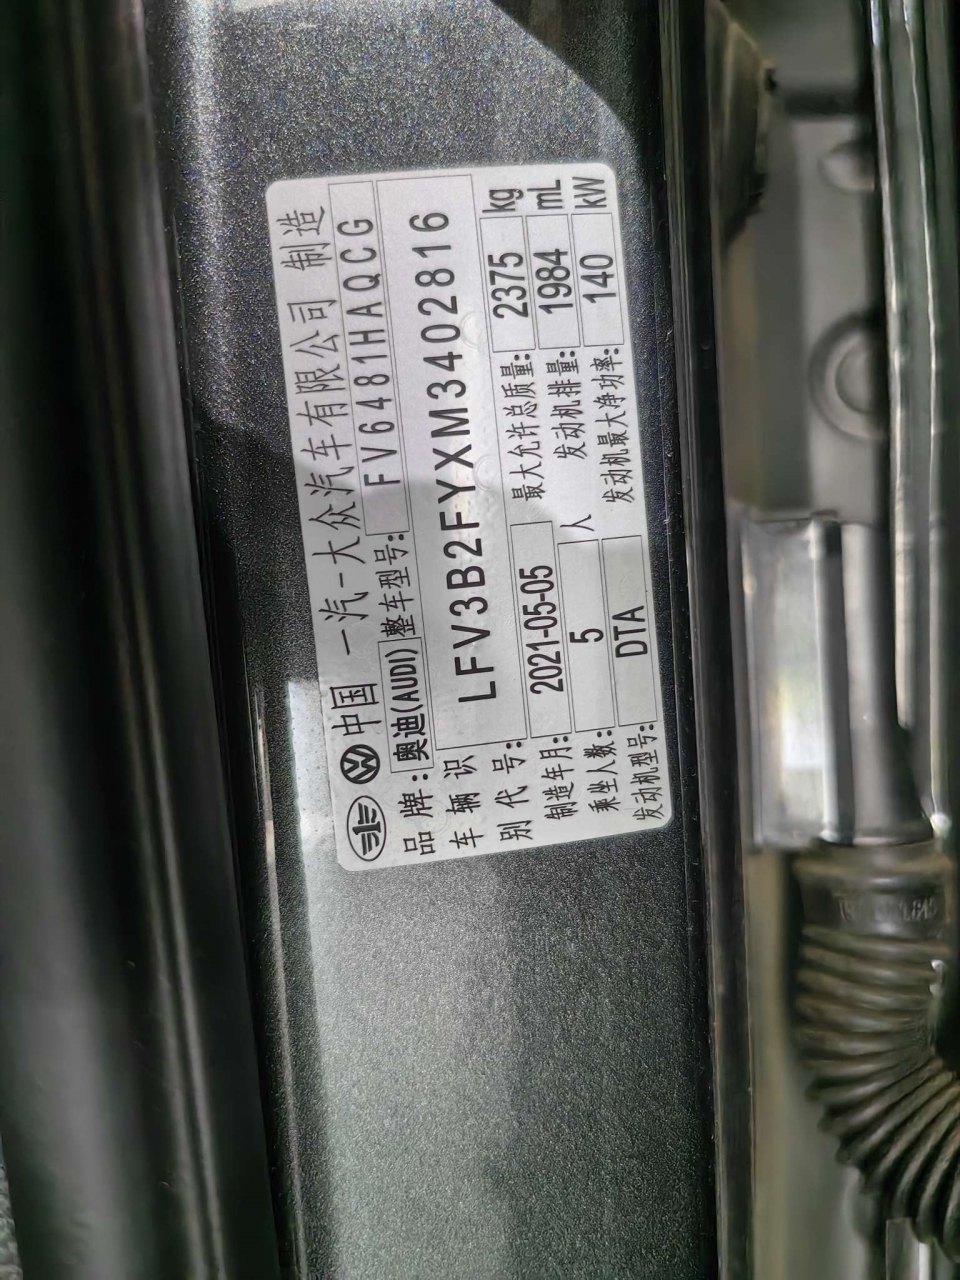 中国 一汽-大众汽车有限公司 制造
品牌: 奥迪(AUDI) 整车型号: FV6481HAQCG
车辆识别代号: LFV3B2FYXM3402816
制造年月: 2021-05-05 最大允许总质量: 2375 kg
乘坐人数: 5 人 发动机排量: 1984 mL
发动机型号: DTA 发动机最大净功率: 140 kW